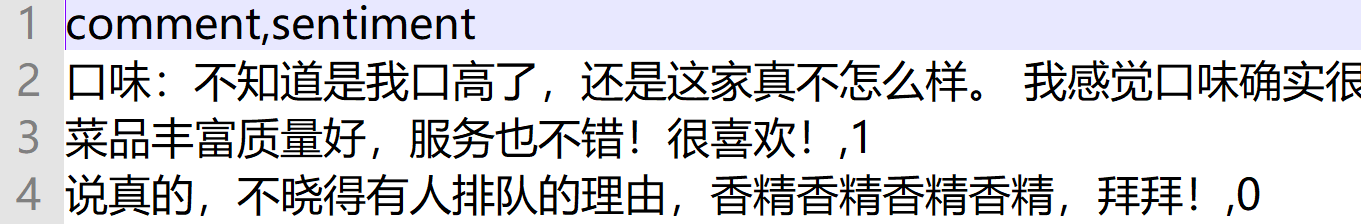 1 comment,sentiment
2 口味：不知道是我口高了，还是这家真不怎么样。 我感觉口味确实很
3 菜品丰富质量好，服务也不错！很喜欢！,1
4 说真的，不晓得有人排队的理由，香精香精香精香精，拜拜！,0